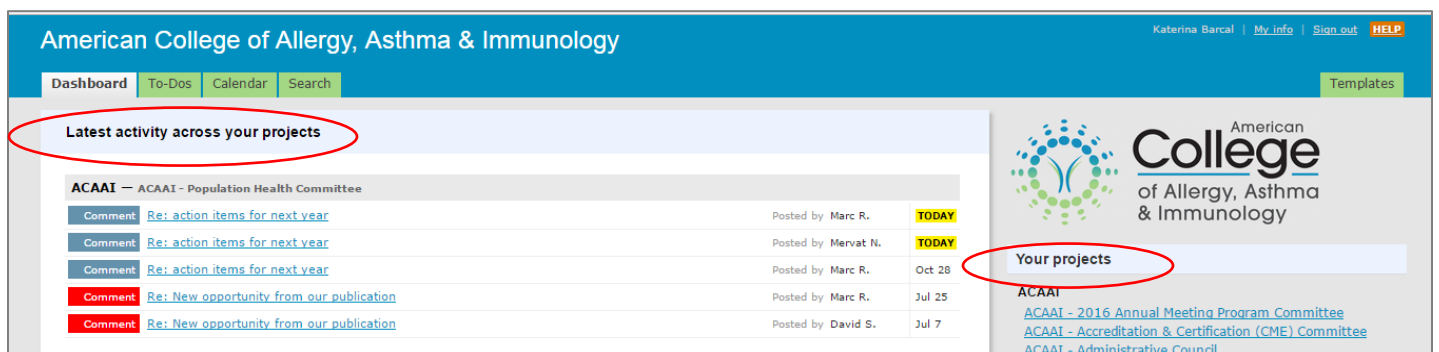 American College of Allergy, Asthma & Immunology
Katerina Barcal | My info | Sign out HELP
Dashboard To-Dos Calendar Search Templates
Latest activity across your projects
ACAAI — ACAAI - Population Health Committee
Comment Re: action items for next year Posted by Marc R. TODAY
Comment Re: action items for next year Posted by Mervat N. TODAY
Comment Re: action items for next year Posted by Marc R. Oct 28
Comment Re: New opportunity from our publication Posted by Marc R. Jul 25
Comment Re: New opportunity from our publication Posted by David S. Jul 7
American
College
of Allergy, Asthma
& Immunology
Your projects
ACAAI
ACAAI - 2016 Annual Meeting Program Committee
ACAAI - Accreditation & Certification (CME) Committee
ACAAI - Administrative Council